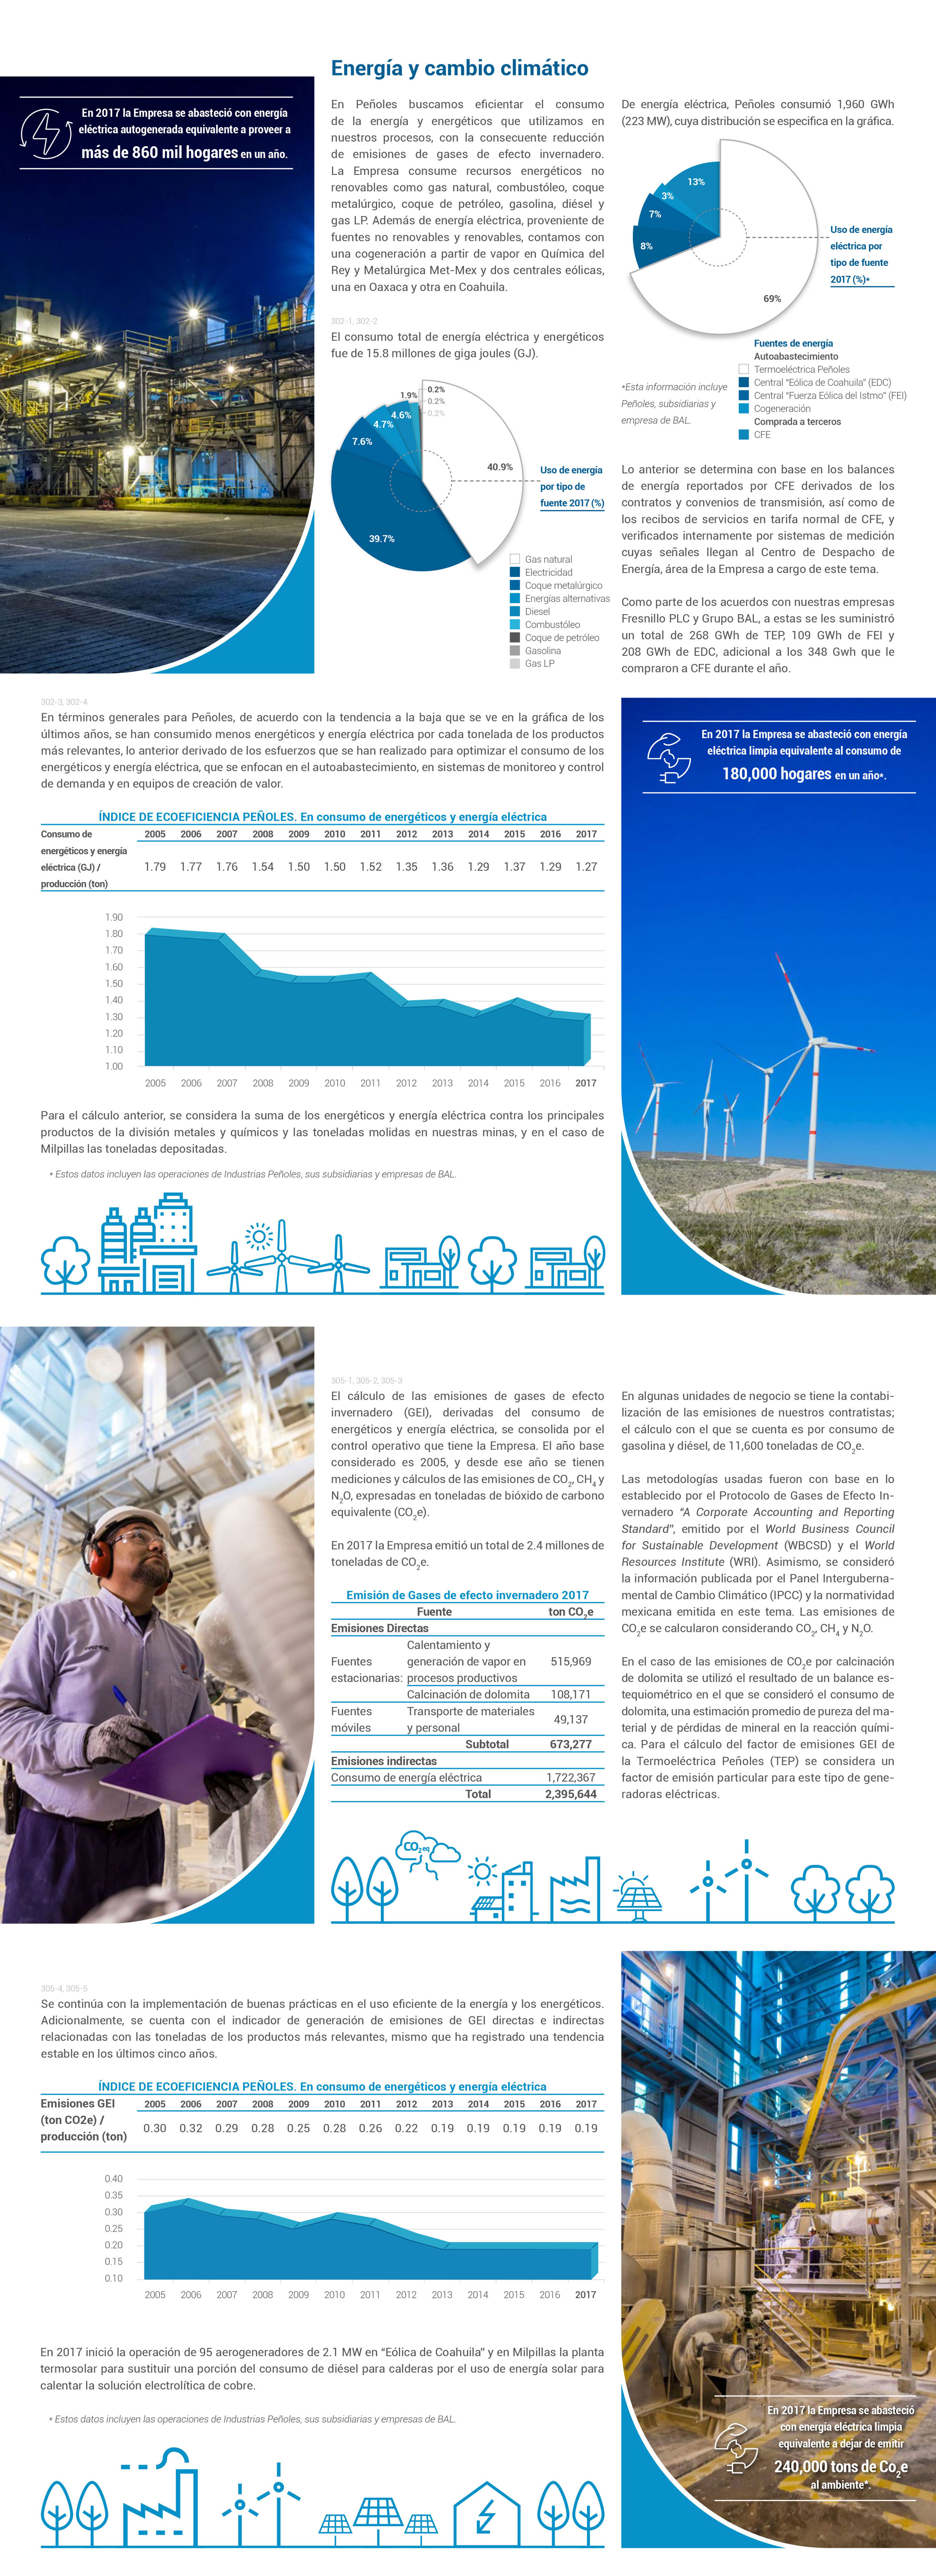 Energía y cambio climático
En 2017 la Empresa se abasteció con energía
eléctrica autogenerada equivalente a proveer a
más de 860 mil hogares en un año.
En Peñoles buscamos eficientar el consumo
de la energía y energéticos que utilizamos en
nuestros procesos, con la consecuente reducción
de emisiones de gases de efecto invernadero.
La Empresa consume recursos energéticos no
renovables como gas natural, combustóleo, coque
metalúrgico, coque de petróleo, gasolina, diésel y
gas LP. Además de energía eléctrica, proveniente de
fuentes no renovables y renovables, contamos con
una cogeneración a partir de vapor en Química del
Rey y Metalúrgica Met-Mex y dos centrales eólicas,
una en Oaxaca y otra en Coahuila.
302-1, 302-2
El consumo total de energía eléctrica y energéticos
fue de 15.8 millones de giga joules (GJ).
0.2%
1.9%
0.2%
0.2%
4.6%
4.7%
7.6%
40.9%
39.7%
Uso de energía
por tipo de
fuente 2017 (%)
Gas natural
Electricidad
Coque metalúrgico
Energías alternativas
Diesel
Combustóleo
Coque de petróleo
Gasolina
Gas LP
De energía eléctrica, Peñoles consumió 1,960 GWh
(223 MW), cuya distribución se especifica en la gráfica.
13%
3%
7%
8%
69%
Uso de energía
eléctrica por
tipo de fuente
2017 (%)*
Fuentes de energía
Autoabastecimiento
Termoeléctrica Peñoles
Central “Eólica de Coahuila” (EDC)
Central “Fuerza Eólica del Istmo” (FEI)
Cogeneración
Comprada a terceros
CFE
*Esta información incluye
Peñoles, subsidiarias y
empresa de BAL.
Lo anterior se determina con base en los balances
de energía reportados por CFE derivados de los
contratos y convenios de transmisión, así como de
los recibos de servicios en tarifa normal de CFE, y
verificados internamente por sistemas de medición
cuyas señales llegan al Centro de Despacho de
Energía, área de la Empresa a cargo de este tema.
Como parte de los acuerdos con nuestras empresas
Fresnillo PLC y Grupo BAL, a estas se les suministró
un total de 268 GWh de TEP, 109 GWh de FEI y
208 GWh de EDC, adicional a los 348 Gwh que le
compraron a CFE durante el año.
302-3, 302-4
En términos generales para Peñoles, de acuerdo con la tendencia a la baja que se ve en la gráfica de los
últimos años, se han consumido menos energéticos y energía eléctrica por cada tonelada de los productos
más relevantes, lo anterior derivado de los esfuerzos que se han realizado para optimizar el consumo de los
energéticos y energía eléctrica, que se enfocan en el autoabastecimiento, en sistemas de monitoreo y control
de demanda y en equipos de creación de valor.
ÍNDICE DE ECOEFICIENCIA PEÑOLES. En consumo de energéticos y energía eléctrica
Consumo de
energéticos y energía
eléctrica (GJ) /
producción (ton)
2005 2006 2007 2008 2009 2010 2011 2012 2013 2014 2015 2016 2017
1.79 1.77 1.76 1.54 1.50 1.50 1.52 1.35 1.36 1.29 1.37 1.29 1.27
1.90
1.80
1.70
1.60
1.50
1.40
1.30
1.20
1.10
1.00
2005 2006 2007 2008 2009 2010 2011 2012 2013 2014 2015 2016 2017
Para el cálculo anterior, se considera la suma de los energéticos y energía eléctrica contra los principales
productos de la división metales y químicos y las toneladas molidas en nuestras minas, y en el caso de
Milpillas las toneladas depositadas.
* Estos datos incluyen las operaciones de Industrias Peñoles, sus subsidiarias y empresas de BAL.
En 2017 la Empresa se abasteció con energía
eléctrica limpia equivalente al consumo de
180,000 hogares en un año*.
305-1, 305-2, 305-3
El cálculo de las emisiones de gases de efecto
invernadero (GEI), derivadas del consumo de
energéticos y energía eléctrica, se consolida por el
control operativo que tiene la Empresa. El año base
considerado es 2005, y desde ese año se tienen
mediciones y cálculos de las emisiones de CO2, CH4 y
N2O, expresadas en toneladas de bióxido de carbono
equivalente (CO2e).
En 2017 la Empresa emitió un total de 2.4 millones de
toneladas de CO2e.
Emisión de Gases de efecto invernadero 2017
Fuente ton CO2e
Emisiones Directas
Fuentes
estacionarias:
Calentamiento y
generación de vapor en
procesos productivos
515,969
Calcinación de dolomita 108,171
Fuentes
móviles
Transporte de materiales
y personal
49,137
Subtotal 673,277
Emisiones indirectas
Consumo de energía eléctrica 1,722,367
Total 2,395,644
En algunas unidades de negocio se tiene la contabi-
lización de las emisiones de nuestros contratistas;
el cálculo con el que se cuenta es por consumo de
gasolina y diésel, de 11,600 toneladas de CO2e.
Las metodologías usadas fueron con base en lo
establecido por el Protocolo de Gases de Efecto In-
vernadero “A Corporate Accounting and Reporting
Standard”, emitido por el World Business Council
for Sustainable Development (WBCSD) y el World
Resources Institute (WRI). Asimismo, se consideró
la información publicada por el Panel Interguberna-
mental de Cambio Climático (IPCC) y la normatividad
mexicana emitida en este tema. Las emisiones de
CO2e se calcularon considerando CO2, CH4 y N2O.
En el caso de las emisiones de CO2e por calcinación
de dolomita se utilizó el resultado de un balance es-
tequiométrico en el que se consideró el consumo de
dolomita, una estimación promedio de pureza del ma-
terial y de pérdidas de mineral en la reacción quími-
ca. Para el cálculo del factor de emisiones GEI de
la Termoeléctrica Peñoles (TEP) se considera un
factor de emisión particular para este tipo de gene-
radoras eléctricas.
CO2 eq
305-4, 305-5
Se continúa con la implementación de buenas prácticas en el uso eficiente de la energía y los energéticos.
Adicionalmente, se cuenta con el indicador de generación de emisiones de GEI directas e indirectas
relacionadas con las toneladas de los productos más relevantes, mismo que ha registrado una tendencia
estable en los últimos cinco años.
ÍNDICE DE ECOEFICIENCIA PEÑOLES. En consumo de energéticos y energía eléctrica
Emisiones GEI
(ton CO2e) /
producción (ton)
2005 2006 2007 2008 2009 2010 2011 2012 2013 2014 2015 2016 2017
0.30 0.32 0.29 0.28 0.25 0.28 0.26 0.22 0.19 0.19 0.19 0.19 0.19
0.40
0.35
0.30
0.25
0.20
0.15
0.10
2005 2006 2007 2008 2009 2010 2011 2012 2013 2014 2015 2016 2017
En 2017 inició la operación de 95 aerogeneradores de 2.1 MW en “Eólica de Coahuila” y en Milpillas la planta
termosolar para sustituir una porción del consumo de diésel para calderas por el uso de energía solar para
calentar la solución electrolítica de cobre.
* Estos datos incluyen las operaciones de Industrias Peñoles, sus subsidiarias y empresas de BAL.
En 2017 la Empresa se abasteció
con energía eléctrica limpia
equivalente a dejar de emitir
240,000 tons de Co2e
al ambiente*.